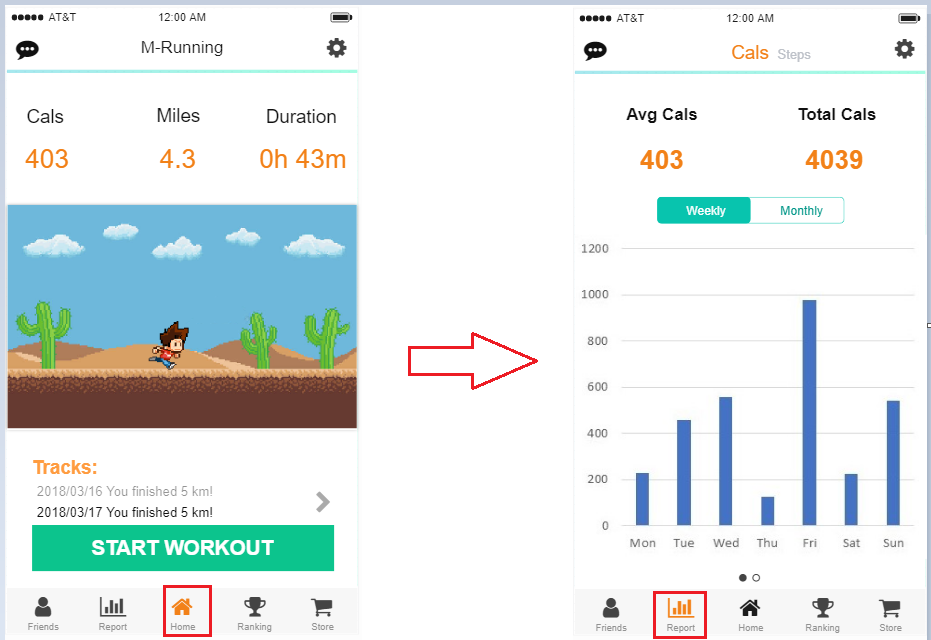 AT&T 12:00 AM
M-Running
Cals Miles Duration
403 4.3 0h 43m
Tracks:
2018/03/16 You finished 5 km!
2018/03/17 You finished 5 km!
START WORKOUT
Friends Report Home Ranking Store
AT&T 12:00 AM
Cals Steps
Avg Cals Total Cals
403 4039
Weekly Monthly
1200
1000
800
600
400
200
0
Mon Tue Wed Thu Fri Sat Sun
Friends Report Home Ranking Store